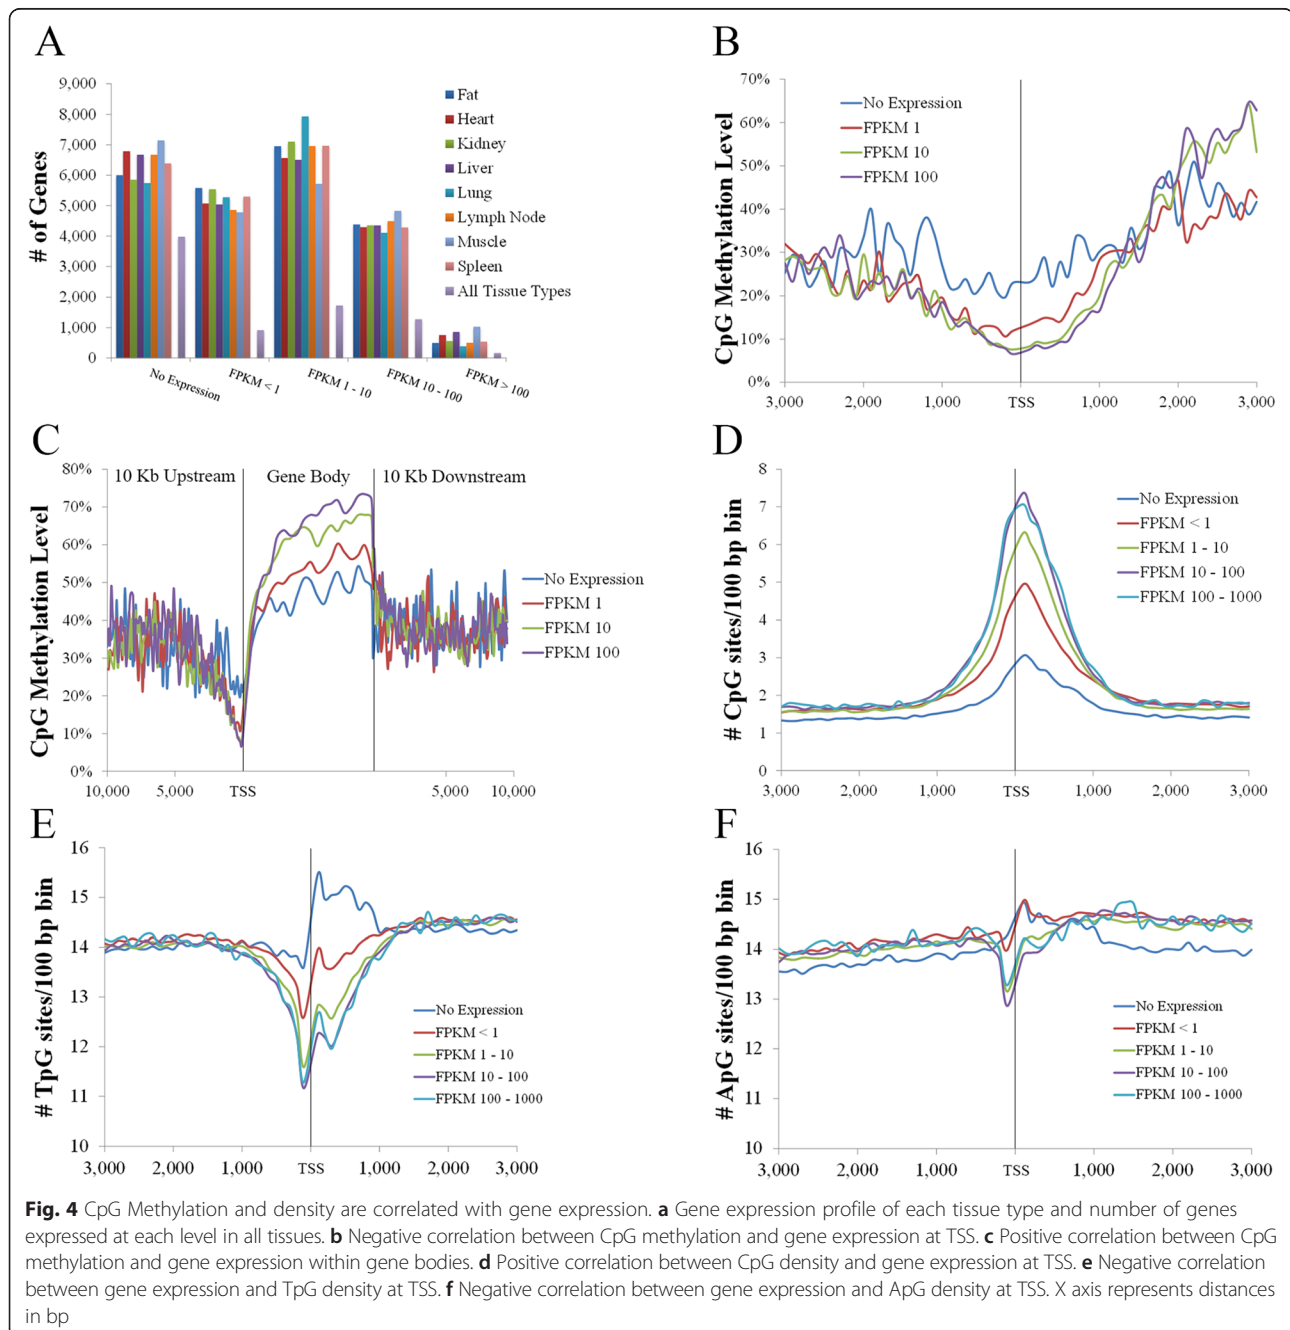 A
# of Genes
9,000
8,000
7,000
6,000
5,000
4,000
3,000
2,000
1,000
0
No Expression
FPKM < 1
FPKM 1 - 10
FPKM 10 - 100
FPKM > 100
Fat
Heart
Kidney
Liver
Lung
Lymph Node
Muscle
Spleen
All Tissue Types
B
CpG Methylation Level
70%
60%
50%
40%
30%
20%
10%
0%
3,000 2,000 1,000 TSS 1,000 2,000 3,000
No Expression
FPKM 1
FPKM 10
FPKM 100
C
CpG Methylation Level
80%
70%
60%
50%
40%
30%
20%
10%
0%
10 Kb Upstream Gene Body 10 Kb Downstream
10,000 5,000 TSS 5,000 10,000
No Expression
FPKM 1
FPKM 10
FPKM 100
D
# CpG sites/100 bp bin
8
7
6
5
4
3
2
1
0
3,000 2,000 1,000 TSS 1,000 2,000 3,000
No Expression
FPKM < 1
FPKM 1 - 10
FPKM 10 - 100
FPKM 100 - 1000
E
# TpG sites/100 bp bin
16
15
14
13
12
11
10
3,000 2,000 1,000 TSS 1,000 2,000 3,000
No Expression
FPKM < 1
FPKM 1 - 10
FPKM 10 - 100
FPKM 100 - 1000
F
# ApG sites/100 bp bin
16
15
14
13
12
11
10
3,000 2,000 1,000 TSS 1,000 2,000 3,000
No Expression
FPKM < 1
FPKM 1 - 10
FPKM 10 - 100
FPKM 100 - 1000
Fig. 4 CpG Methylation and density are correlated with gene expression. a Gene expression profile of each tissue type and number of genes
expressed at each level in all tissues. b Negative correlation between CpG methylation and gene expression at TSS. c Positive correlation between CpG
methylation and gene expression within gene bodies. d Positive correlation between CpG density and gene expression at TSS. e Negative correlation
between gene expression and TpG density at TSS. f Negative correlation between gene expression and ApG density at TSS. X axis represents distances
in bp